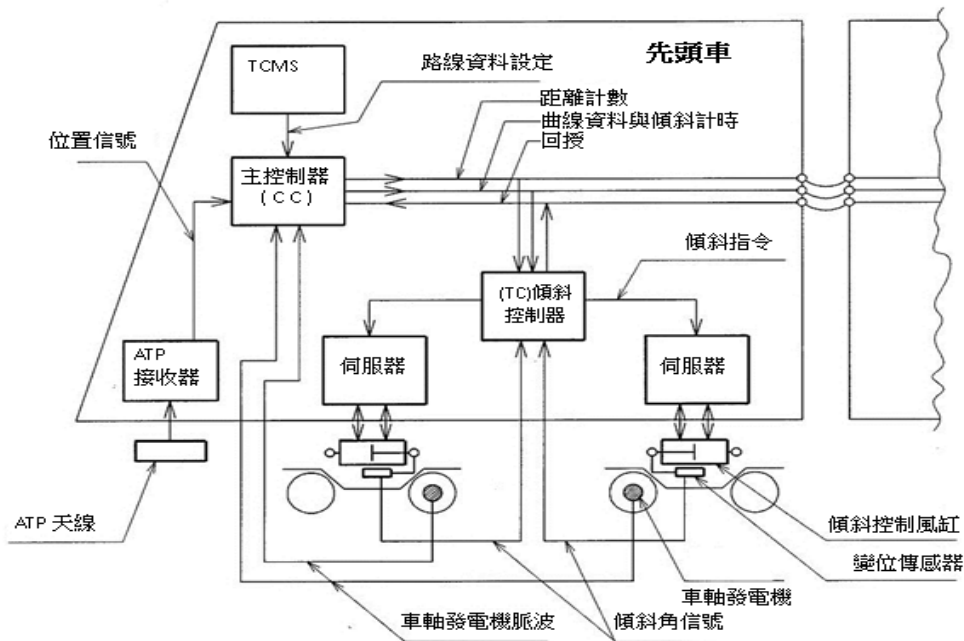 先頭車
TCMS
路線資料設定
距離計數
曲線資料與傾斜計時
回授
位置信號
主控制器
(CC)
傾斜指令
(TC)傾斜
控制器
ATP
接收器
伺服器
伺服器
ATP 天線
傾斜控制風缸
變位傳感器
車軸發電機
車軸發電機脈波
傾斜角信號